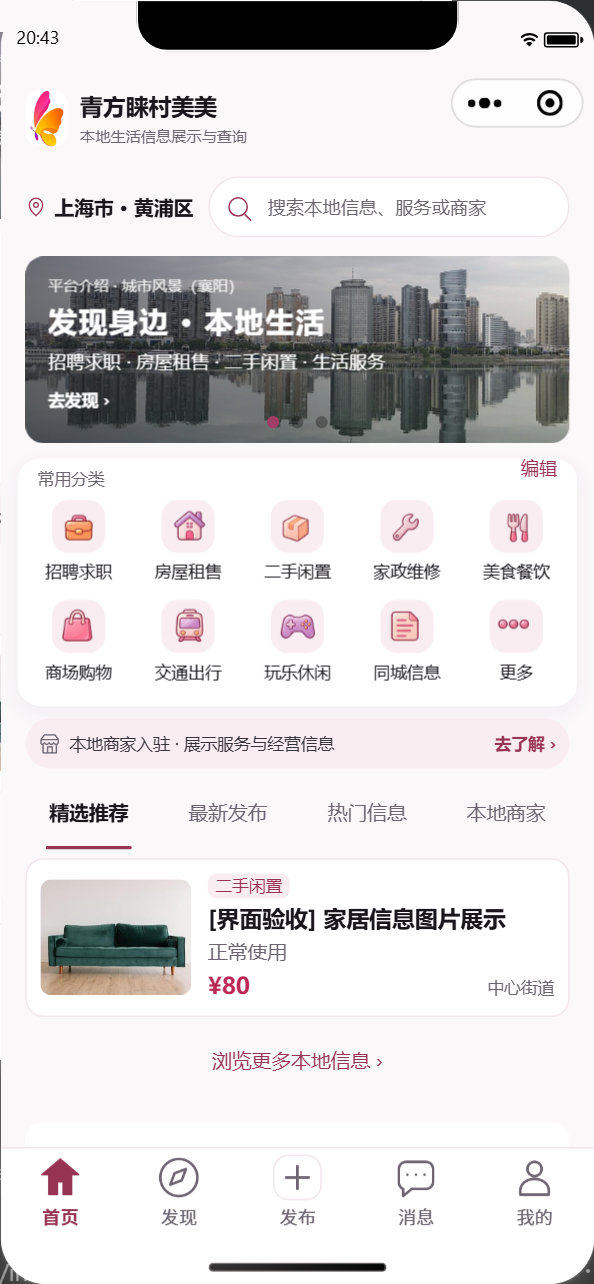 20:43
青方睐村美美
本地生活信息展示与查询
上海市 • 黄浦区
搜索本地信息、服务或商家
平台介绍 · 城市风景（襄阳）
发现身边 • 本地生活
招聘求职 · 房屋租售 · 二手闲置 · 生活服务
去发现 ›
常用分类
编辑
招聘求职
房屋租售
二手闲置
家政维修
美食餐饮
商场购物
交通出行
玩乐休闲
同城信息
更多
本地商家入驻 · 展示服务与经营信息
去了解 ›
精选推荐
最新发布
热门信息
本地商家
二手闲置
[界面验收] 家居信息图片展示
正常使用
¥80
中心街道
浏览更多本地信息 ›
首页
发现
发布
消息
我的